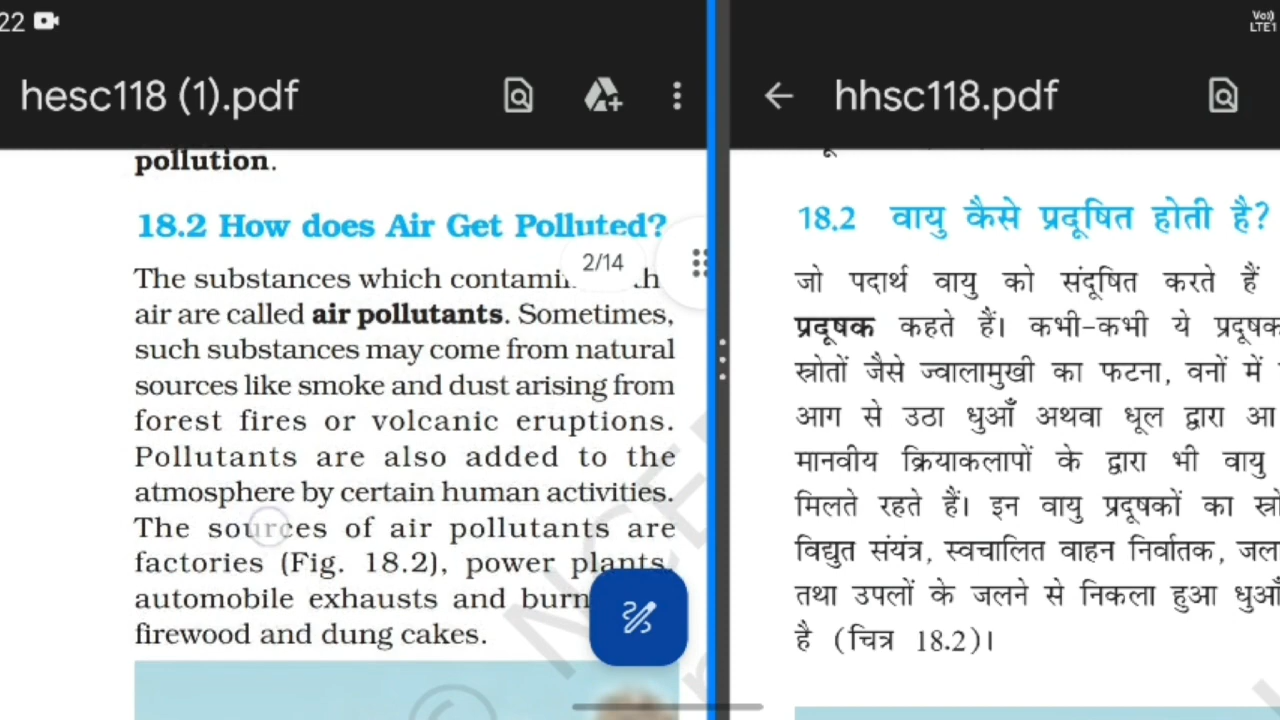 22
Vo))
LTE1
hesc118 (1).pdf
hhsc118.pdf
pollution.
18.2 How does Air Get Polluted?
2/14
The substances which
air are called air pollutants. Sometimes,
such substances may come from natural
sources like smoke and dust arising from
forest fires or volcanic eruptions.
Pollutants are also added to the
atmosphere by certain human activities.
The sources of air pollutants are
factories (Fig. 18.2), power plants,
automobile exhausts and
firewood and dung cakes.
18.2 वायु कैसे प्रदूषित होती है?
जो पदार्थ वायु को संदूषित करते हैं
प्रदूषक कहते हैं। कभी-कभी ये
स्रोतों जैसे ज्वालामुखी का फटना, वनों में
आग से उठा धुआँ अथवा धूल द्वारा आ
मानवीय क्रियाकलापों के द्वारा भी वायु
मिलते रहते हैं। इन वायु प्रदूषकों का
विद्युत संयंत्र, स्वचालित वाहन निर्वातक,
तथा उपलों के जलने से निकला हुआ धुआँ
है (चित्र 18.2)।